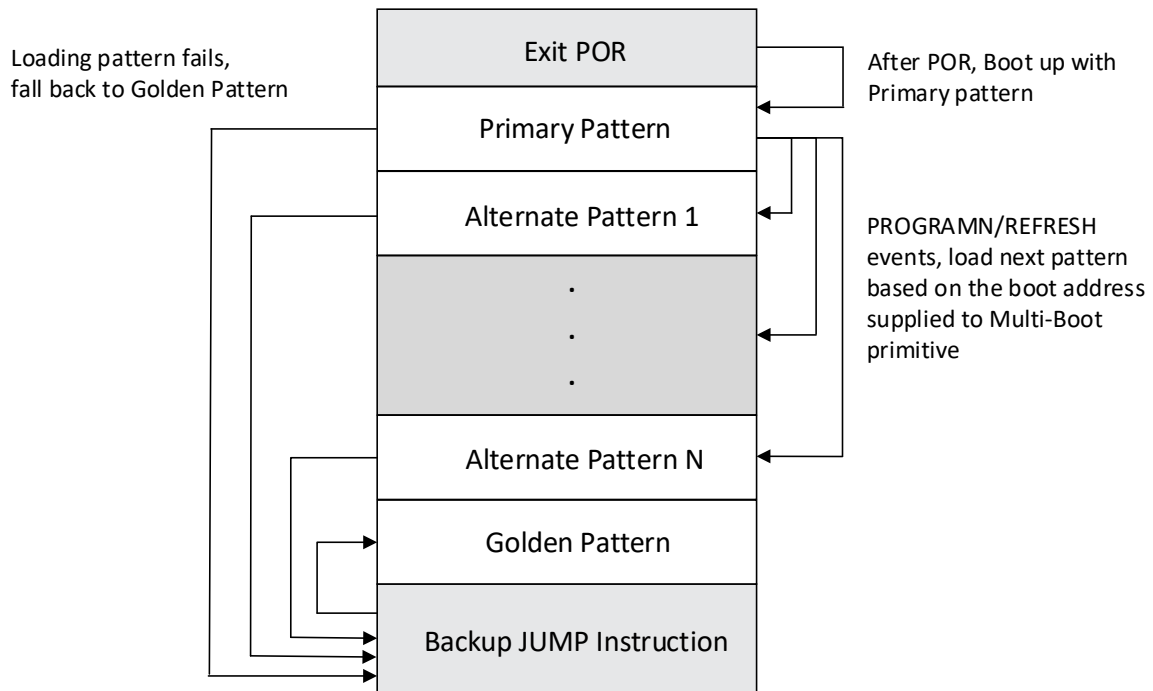 Loading pattern fails,
fall back to Golden Pattern
Exit POR
After POR, Boot up with
Primary pattern
Primary Pattern
Alternate Pattern 1
PROGRAMN/REFRESH
events, load next pattern
based on the boot address
supplied to Multi-Boot
primitive
.
.
.
Alternate Pattern N
Golden Pattern
Backup JUMP Instruction